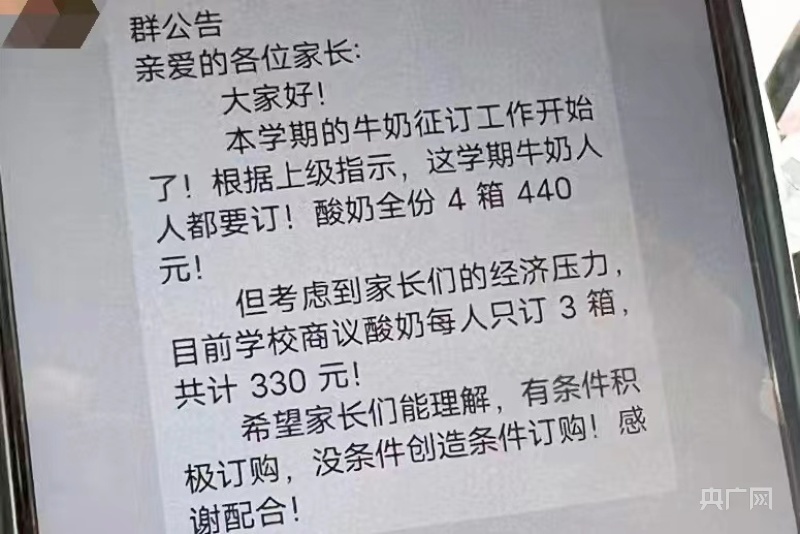 群公告
亲爱的各位家长:
大家好!
本学期的牛奶征订工作开始
了!根据上级指示，这学期牛奶人
人都要订!酸奶全份 4 箱 440
元!
但考虑到家长们的经济压力，
目前学校商议酸奶每人只订 3 箱，
共计 330 元!
希望家长们能理解，有条件积
极订购，没条件创造条件订购!感
谢配合!
央广网